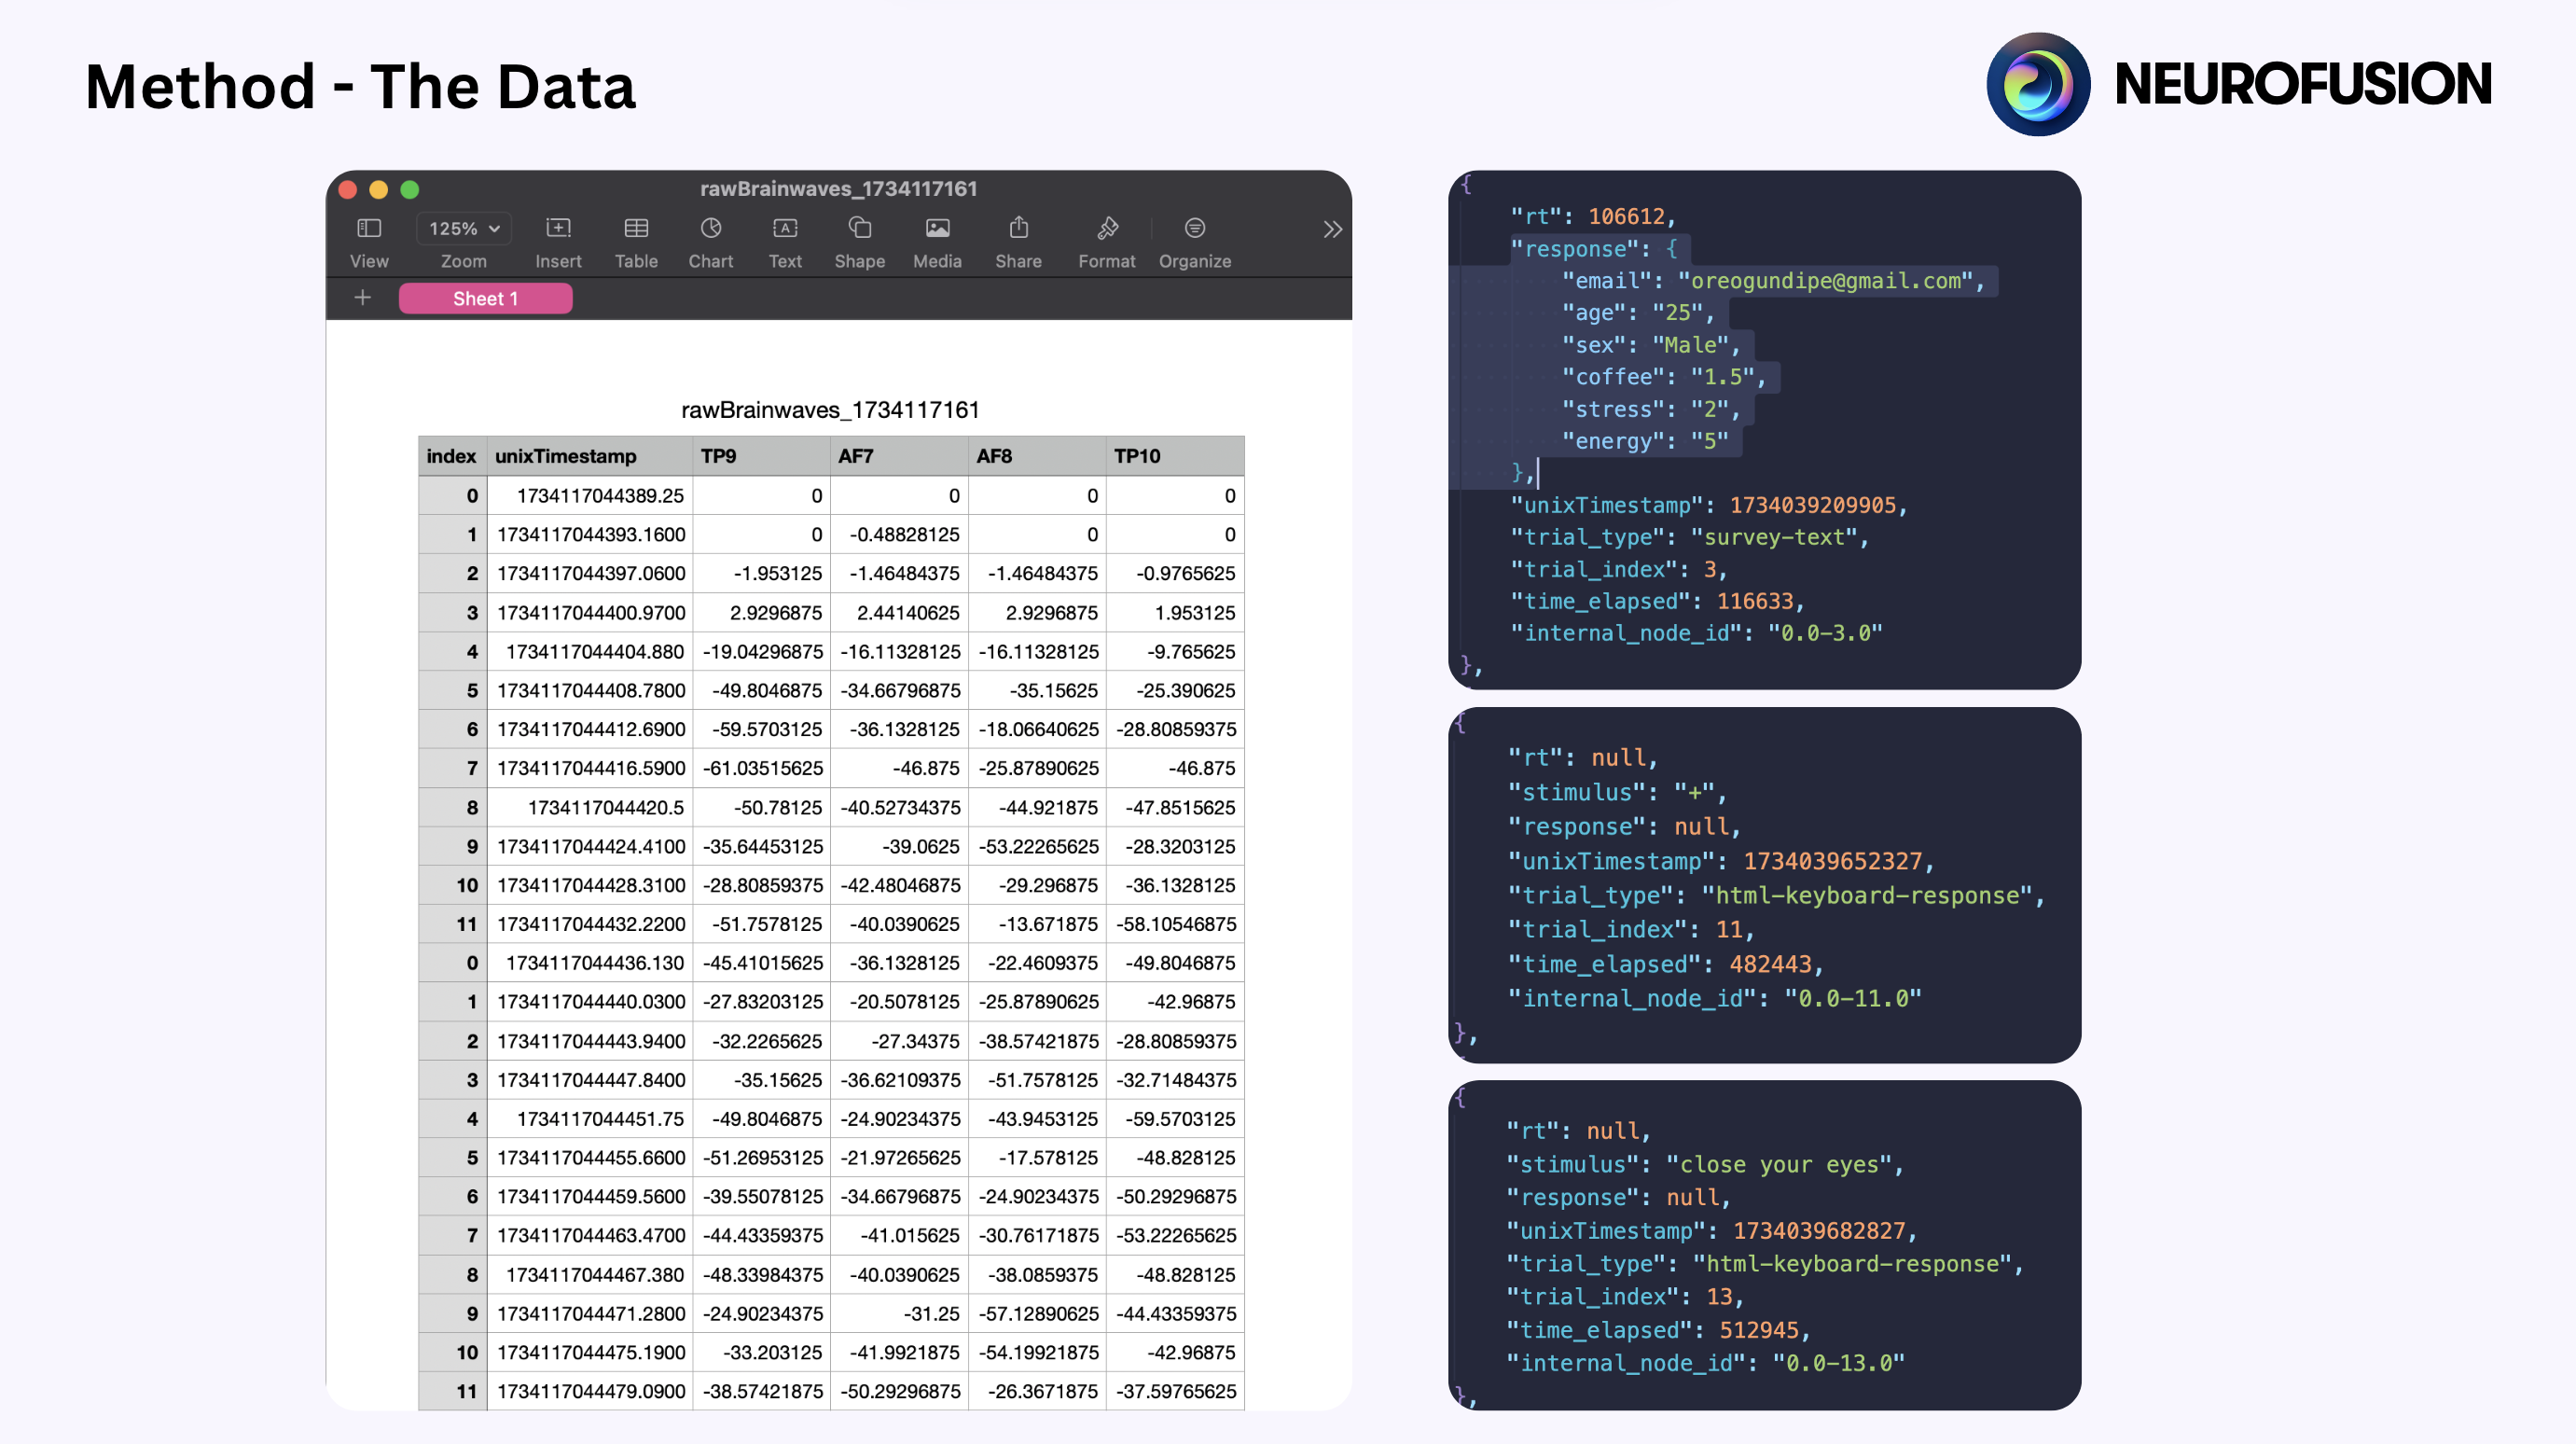 Method - The Data
NEUROFUSION
rawBrainwaves_1734117161
125%
View Zoom Insert Table Chart Text Shape Media Share Format Organize
Sheet 1
rawBrainwaves_1734117161
index unixTimestamp TP9 AF7 AF8 TP10
0 1734117044389.25 0 0 0 0
1 1734117044393.1600 0 -0.48828125 0 0
2 1734117044397.0600 -1.953125 -1.46484375 -1.46484375 -0.9765625
3 1734117044400.9700 2.9296875 2.44140625 2.9296875 1.953125
4 1734117044404.880 -19.04296875 -16.11328125 -16.11328125 -9.765625
5 1734117044408.7800 -49.8046875 -34.66796875 -35.15625 -25.390625
6 1734117044412.6900 -59.5703125 -36.1328125 -18.06640625 -28.80859375
7 1734117044416.5900 -61.03515625 -46.875 -25.87890625 -46.875
8 1734117044420.5 -50.78125 -40.52734375 -44.921875 -47.8515625
9 1734117044424.4100 -35.64453125 -39.0625 -53.22265625 -28.3203125
10 1734117044428.3100 -28.80859375 -42.48046875 -29.296875 -36.1328125
11 1734117044432.2200 -51.7578125 -40.0390625 -13.671875 -58.10546875
0 1734117044436.130 -45.41015625 -36.1328125 -22.4609375 -49.8046875
1 1734117044440.0300 -27.83203125 -20.5078125 -25.87890625 -42.96875
2 1734117044443.9400 -32.2265625 -27.34375 -38.57421875 -28.80859375
3 1734117044447.8400 -35.15625 -36.62109375 -51.7578125 -32.71484375
4 1734117044451.75 -49.8046875 -24.90234375 -43.9453125 -59.5703125
5 1734117044455.6600 -51.26953125 -21.97265625 -17.578125 -48.828125
6 1734117044459.5600 -39.55078125 -34.66796875 -24.90234375 -50.29296875
7 1734117044463.4700 -44.43359375 -41.015625 -30.76171875 -53.22265625
8 1734117044467.380 -48.33984375 -40.0390625 -38.0859375 -48.828125
9 1734117044471.2800 -24.90234375 -31.25 -57.12890625 -44.43359375
10 1734117044475.1900 -33.203125 -41.9921875 -54.19921875 -42.96875
11 1734117044479.0900 -38.57421875 -50.29296875 -26.3671875 -37.59765625
{
"rt": 106612,
"response": {
"email": "oreogundipe@gmail.com",
"age": "25",
"sex": "Male",
"coffee": "1.5",
"stress": "2",
"energy": "5"
},
"unixTimestamp": 1734039209905,
"trial_type": "survey-text",
"trial_index": 3,
"time_elapsed": 116633,
"internal_node_id": "0.0-3.0"
},
{
"rt": null,
"stimulus": "+",
"response": null,
"unixTimestamp": 1734039652327,
"trial_type": "html-keyboard-response",
"trial_index": 11,
"time_elapsed": 482443,
"internal_node_id": "0.0-11.0"
},
{
"rt": null,
"stimulus": "close your eyes",
"response": null,
"unixTimestamp": 1734039682827,
"trial_type": "html-keyboard-response",
"trial_index": 13,
"time_elapsed": 512945,
"internal_node_id": "0.0-13.0"
},